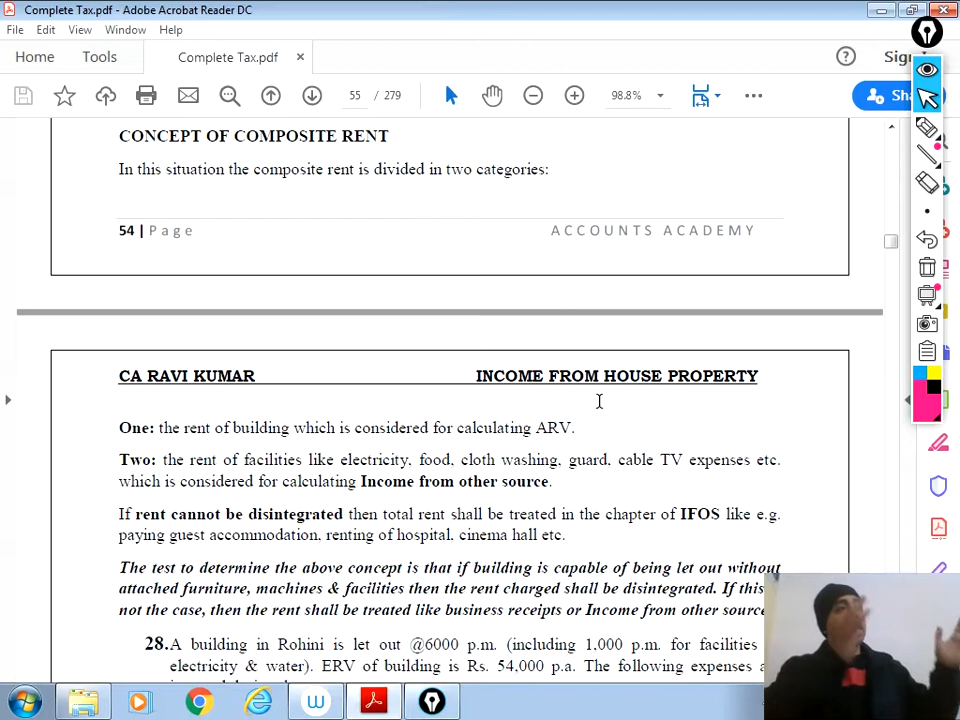 Complete Tax.pdf - Adobe Acrobat Reader DC
File Edit View Window Help
Home Tools Complete Tax.pdf × Sign
55 / 279 98.8%
CONCEPT OF COMPOSITE RENT
In this situation the composite rent is divided in two categories:
54 | Page ACCOUNTS ACADEMY
CA RAVI KUMAR INCOME FROM HOUSE PROPERTY
One: the rent of building which is considered for calculating ARV.
Two: the rent of facilities like electricity, food, cloth washing, guard, cable TV expenses etc.
which is considered for calculating Income from other source.
If rent cannot be disintegrated then total rent shall be treated in the chapter of IFOS like e.g.
paying guest accommodation, renting of hospital, cinema hall etc.
The test to determine the above concept is that if building is capable of being let out without
attached furniture, machines & facilities then the rent charged shall be disintegrated. If this
not the case, then the rent shall be treated like business receipts or Income from other source
28. A building in Rohini is let out @6000 p.m. (including 1,000 p.m. for facilities
electricity & water). ERV of building is Rs. 54,000 p.a. The following expenses